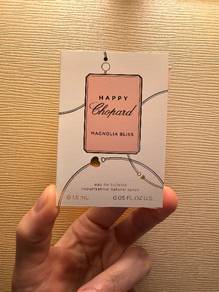 HAPPY
Chopard
MAGNOLIA BLISS
eau de toilette
vaporisateur natural spray
℮ 1.5 mL 0.05 FL.OZ U.S.